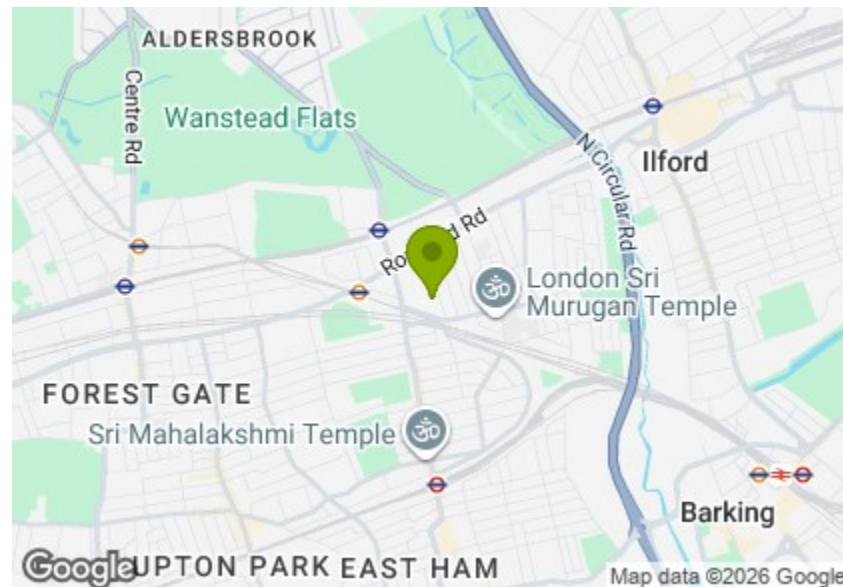 ALDERSBROOK
Centre Rd
Wanstead Flats
N Circular Rd
Ilford
London Sri
Murugan Temple
FOREST GATE
Sri Mahalakshmi Temple
Barking
Google
UPTON PARK
EAST HAM
Map data ©2026 Google